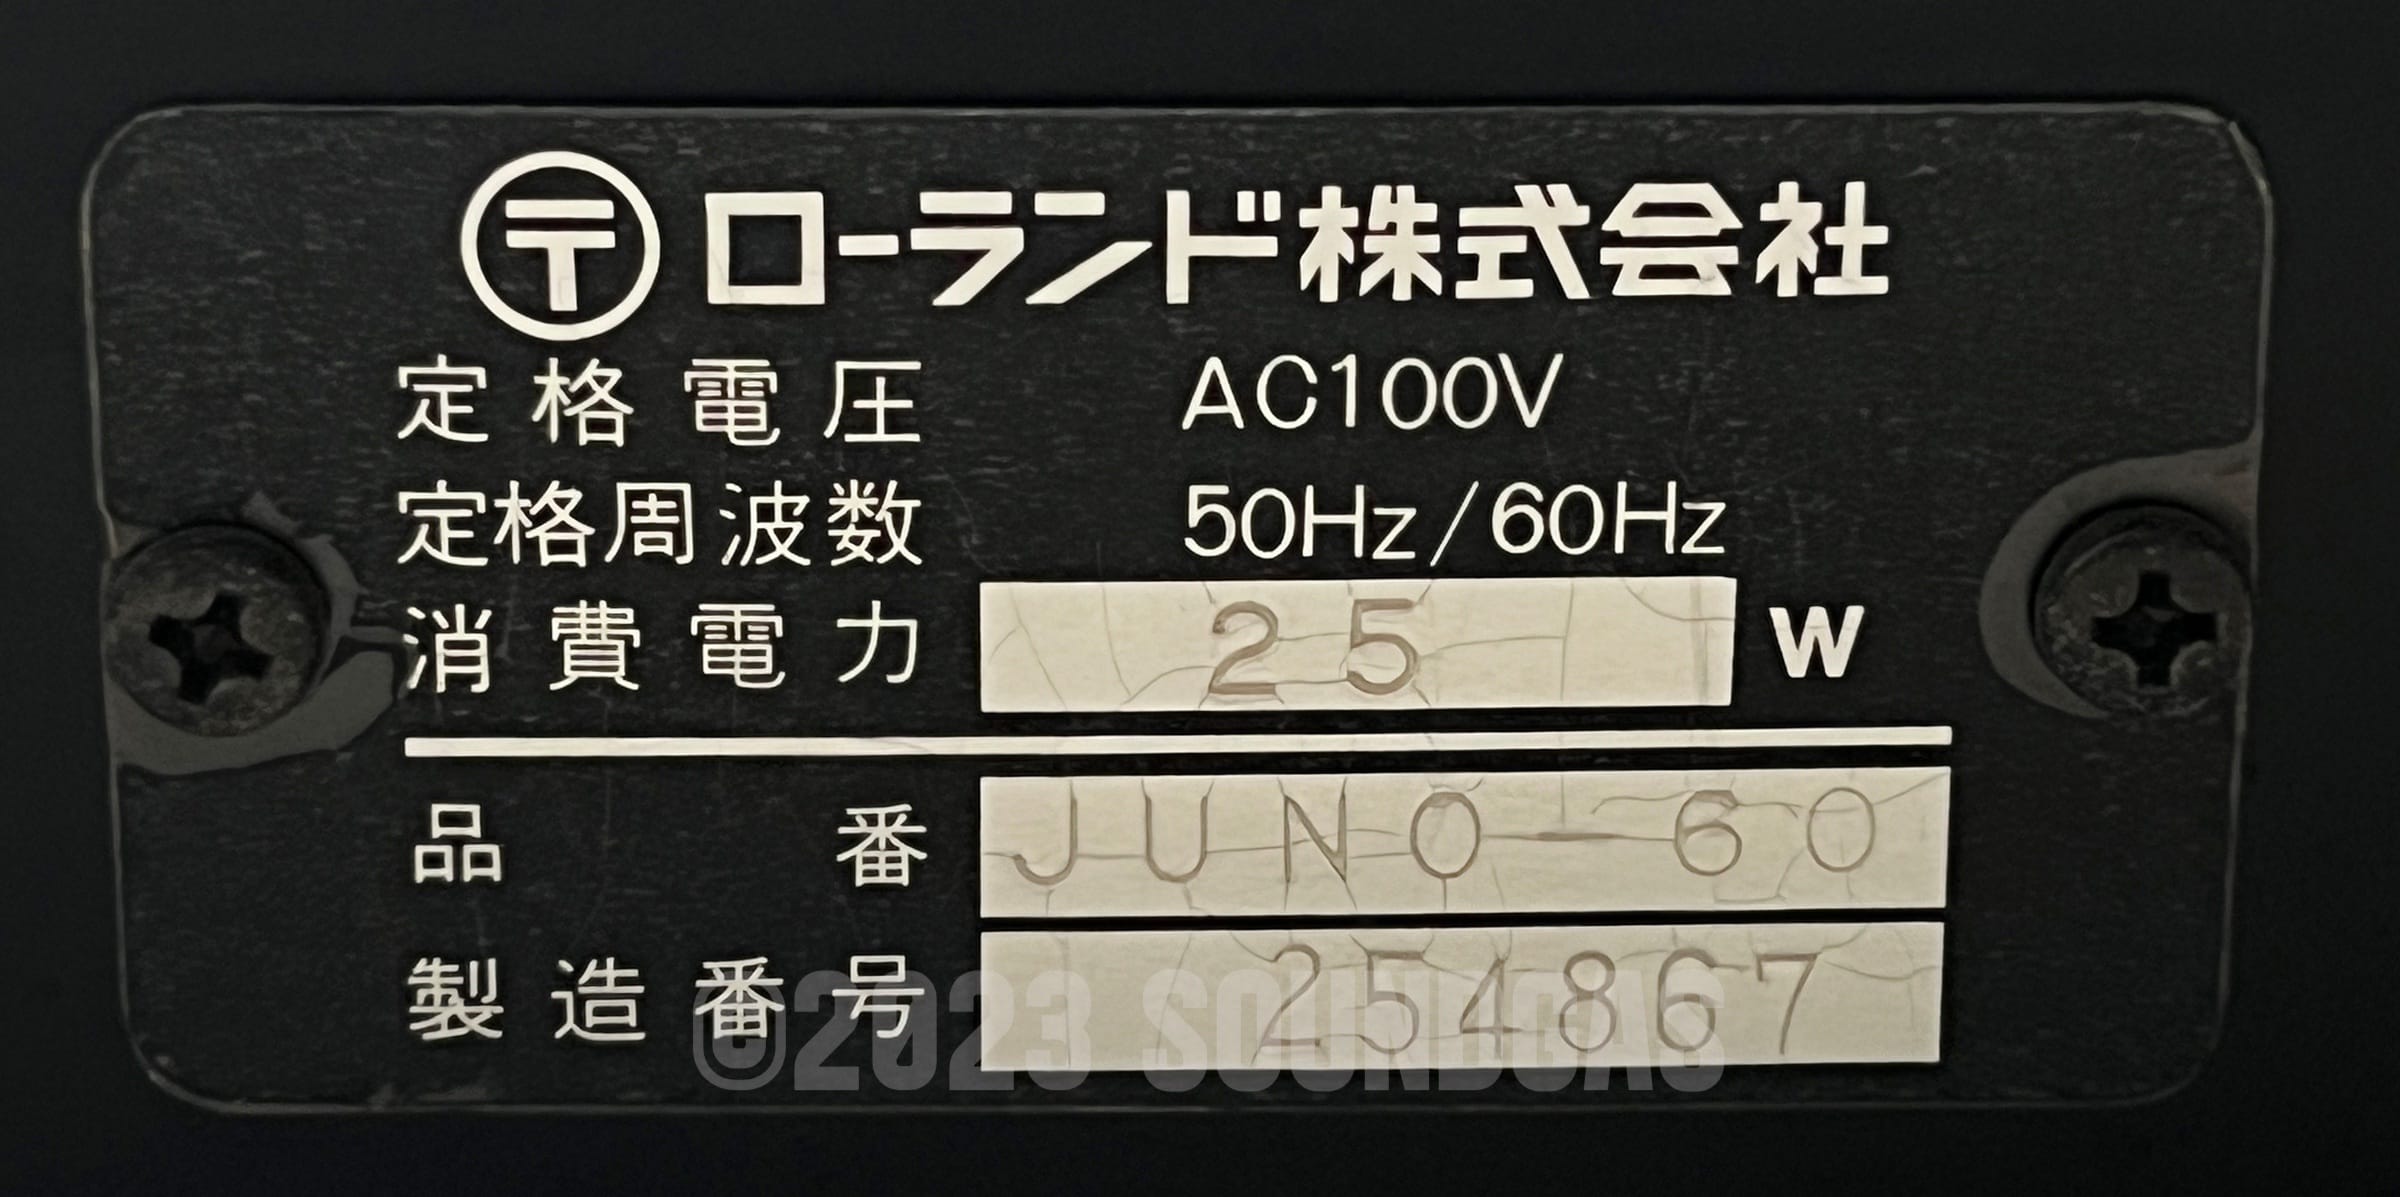 〒 ローランド株式会社
定格電圧 AC100V
定格周波数 50Hz/60Hz
消費電力 25 W
品番 JUNO-60
製造番号 254867
©2023 SOUNDGAS